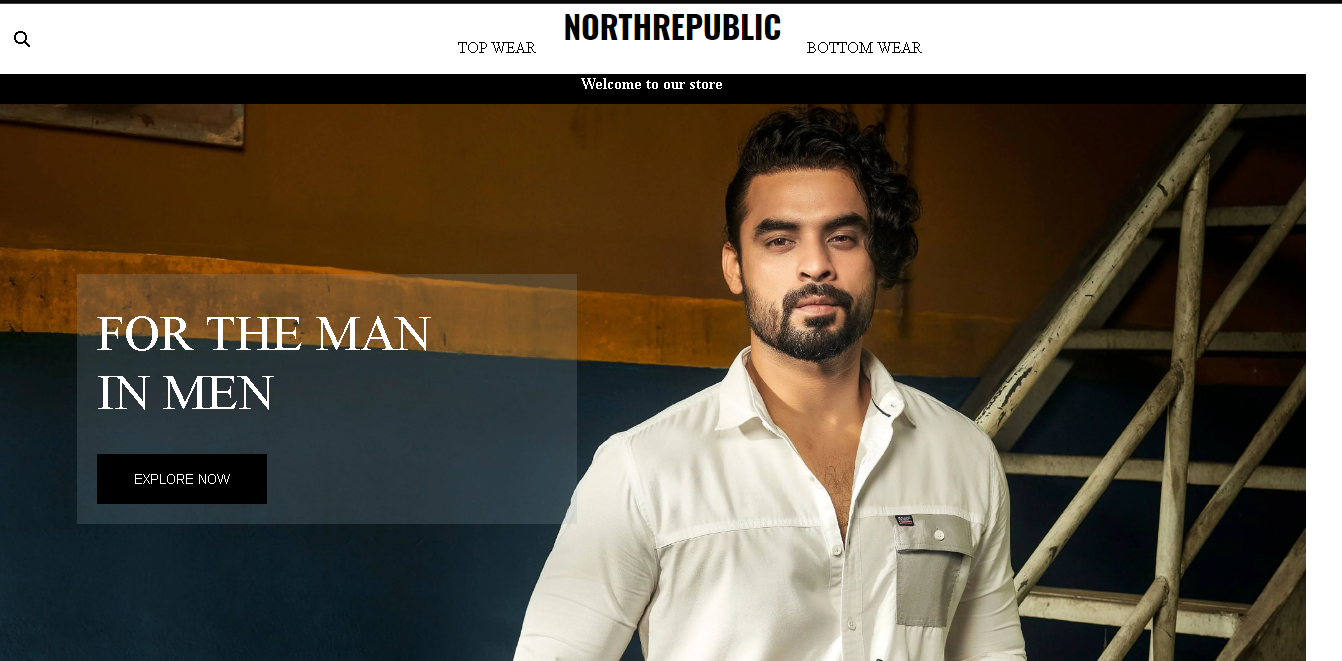 NORTHREPUBLIC
TOP WEAR
BOTTOM WEAR
Welcome to our store
FOR THE MAN
IN MEN
EXPLORE NOW